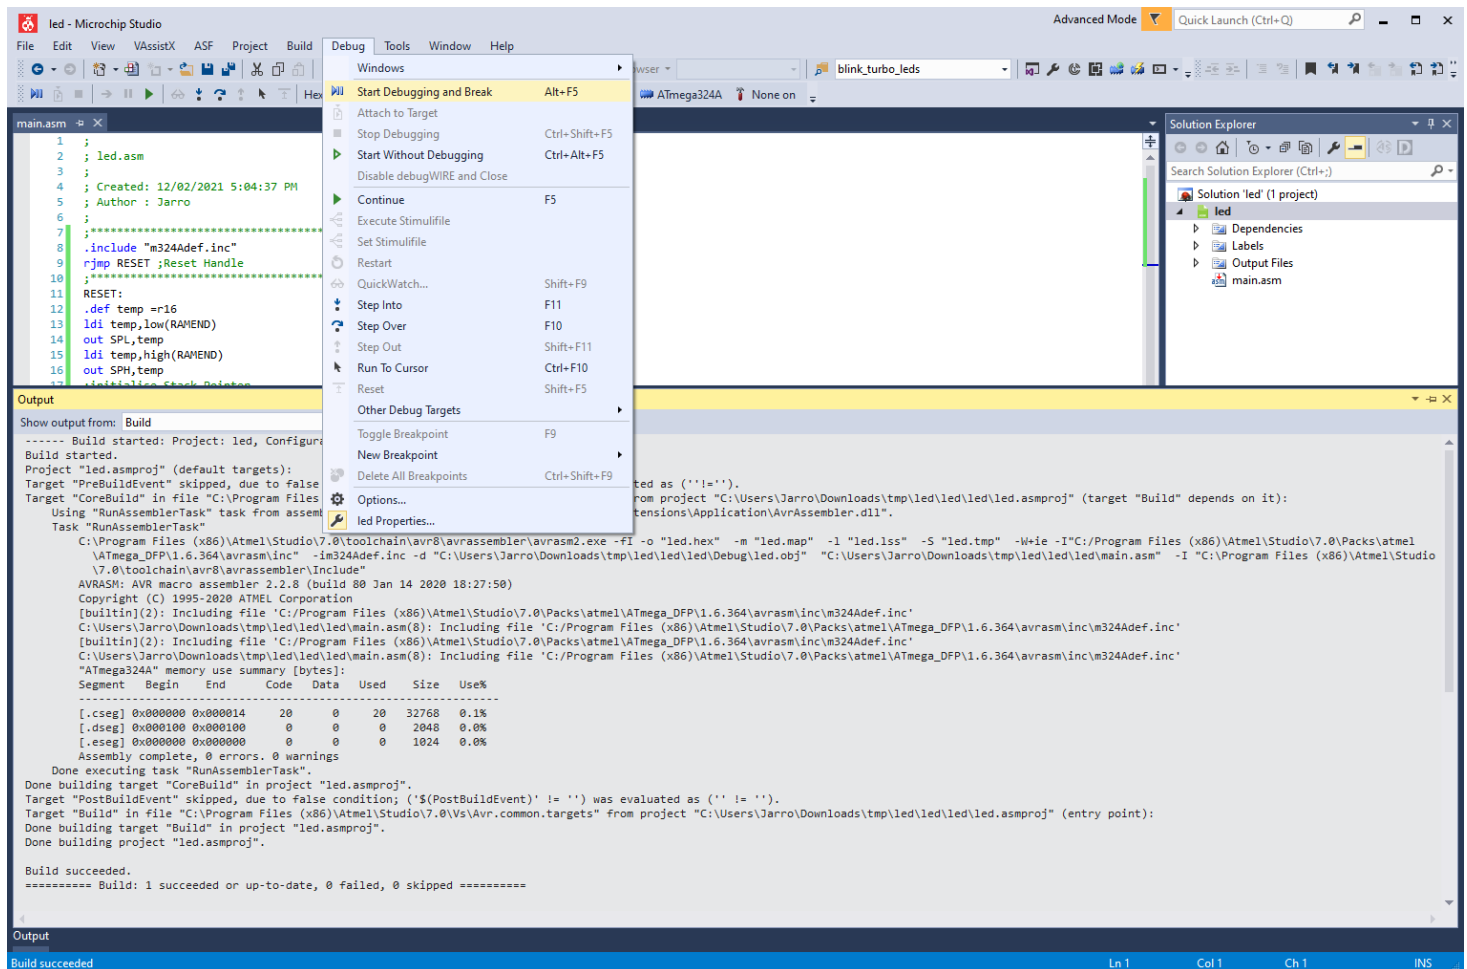 led - Microchip Studio
Advanced Mode
Quick Launch (Ctrl+Q)
File Edit View VAssistX ASF Project Build Debug Tools Window Help
blink_turbo_leds
Hex
ATmega324A None on
Windows
Start Debugging and Break Alt+F5
Attach to Target
Stop Debugging Ctrl+Shift+F5
Start Without Debugging Ctrl+Alt+F5
Disable debugWIRE and Close
Continue F5
Execute Stimulifile
Set Stimulifile
Restart
QuickWatch... Shift+F9
Step Into F11
Step Over F10
Step Out Shift+F11
Run To Cursor Ctrl+F10
Reset Shift+F5
Other Debug Targets
Toggle Breakpoint F9
New Breakpoint
Delete All Breakpoints Ctrl+Shift+F9
Options...
led Properties...
main.asm
1 ;
2 ; led.asm
3 ;
4 ; Created: 12/02/2021 5:04:37 PM
5 ; Author : Jarro
6 ;
7 ;**********************************
8 .include "m324Adef.inc"
9 rjmp RESET ;Reset Handle
10 ;**********************************
11 RESET:
12 .def temp =r16
13 ldi temp,low(RAMEND)
14 out SPL,temp
15 ldi temp,high(RAMEND)
16 out SPH,temp
17 ;initialise Stack Pointer
Solution Explorer
Search Solution Explorer (Ctrl+;)
Solution 'led' (1 project)
led
Dependencies
Labels
Output Files
main.asm
Output
Show output from: Build
------ Build started: Project: led, Configura
Build started.
Project "led.asmproj" (default targets):
Target "PreBuildEvent" skipped, due to false ted as (''!='').
Target "CoreBuild" in file "C:\Program Files rom project "C:\Users\Jarro\Downloads\tmp\led\led\led\led.asmproj" (target "Build" depends on it):
Using "RunAssemblerTask" task from assem tensions\Application\AvrAssembler.dll".
Task "RunAssemblerTask"
C:\Program Files (x86)\Atmel\Studio\7.0\toolchain\avr8\avrassembler\avrasm2.exe -fI -o "led.hex" -m "led.map" -l "led.lss" -S "led.tmp" -W+ie -I"C:/Program Files (x86)\Atmel\Studio\7.0\Packs\atmel
\ATmega_DFP\1.6.364\avrasm\inc" -im324Adef.inc -d "C:\Users\Jarro\Downloads\tmp\led\led\led\Debug\led.obj" "C:\Users\Jarro\Downloads\tmp\led\led\led\main.asm" -I "C:\Program Files (x86)\Atmel\Studio
\7.0\toolchain\avr8\avrassembler\Include"
AVRASM: AVR macro assembler 2.2.8 (build 80 Jan 14 2020 18:27:50)
Copyright (C) 1995-2020 ATMEL Corporation
[builtin](2): Including file 'C:/Program Files (x86)\Atmel\Studio\7.0\Packs\atmel\ATmega_DFP\1.6.364\avrasm\inc\m324Adef.inc'
C:\Users\Jarro\Downloads\tmp\led\led\led\main.asm(8): Including file 'C:/Program Files (x86)\Atmel\Studio\7.0\Packs\atmel\ATmega_DFP\1.6.364\avrasm\inc\m324Adef.inc'
[builtin](2): Including file 'C:/Program Files (x86)\Atmel\Studio\7.0\Packs\atmel\ATmega_DFP\1.6.364\avrasm\inc\m324Adef.inc'
C:\Users\Jarro\Downloads\tmp\led\led\led\main.asm(8): Including file 'C:/Program Files (x86)\Atmel\Studio\7.0\Packs\atmel\ATmega_DFP\1.6.364\avrasm\inc\m324Adef.inc'
"ATmega324A" memory use summary [bytes]:
Segment Begin End Code Data Used Size Use%
---------------------------------------------------------------
[.cseg] 0x000000 0x000014 20 0 20 32768 0.1%
[.dseg] 0x000100 0x000100 0 0 0 2048 0.0%
[.eseg] 0x000000 0x000000 0 0 0 1024 0.0%
Assembly complete, 0 errors. 0 warnings
Done executing task "RunAssemblerTask".
Done building target "CoreBuild" in project "led.asmproj".
Target "PostBuildEvent" skipped, due to false condition; ('$(PostBuildEvent)' != '') was evaluated as ('' != '').
Target "Build" in file "C:\Program Files (x86)\Atmel\Studio\7.0\Vs\Avr.common.targets" from project "C:\Users\Jarro\Downloads\tmp\led\led\led\led.asmproj" (entry point):
Done building target "Build" in project "led.asmproj".
Done building project "led.asmproj".
Build succeeded.
========== Build: 1 succeeded or up-to-date, 0 failed, 0 skipped ==========
Output
Build succeeded
Ln 1 Col 1 Ch 1 INS